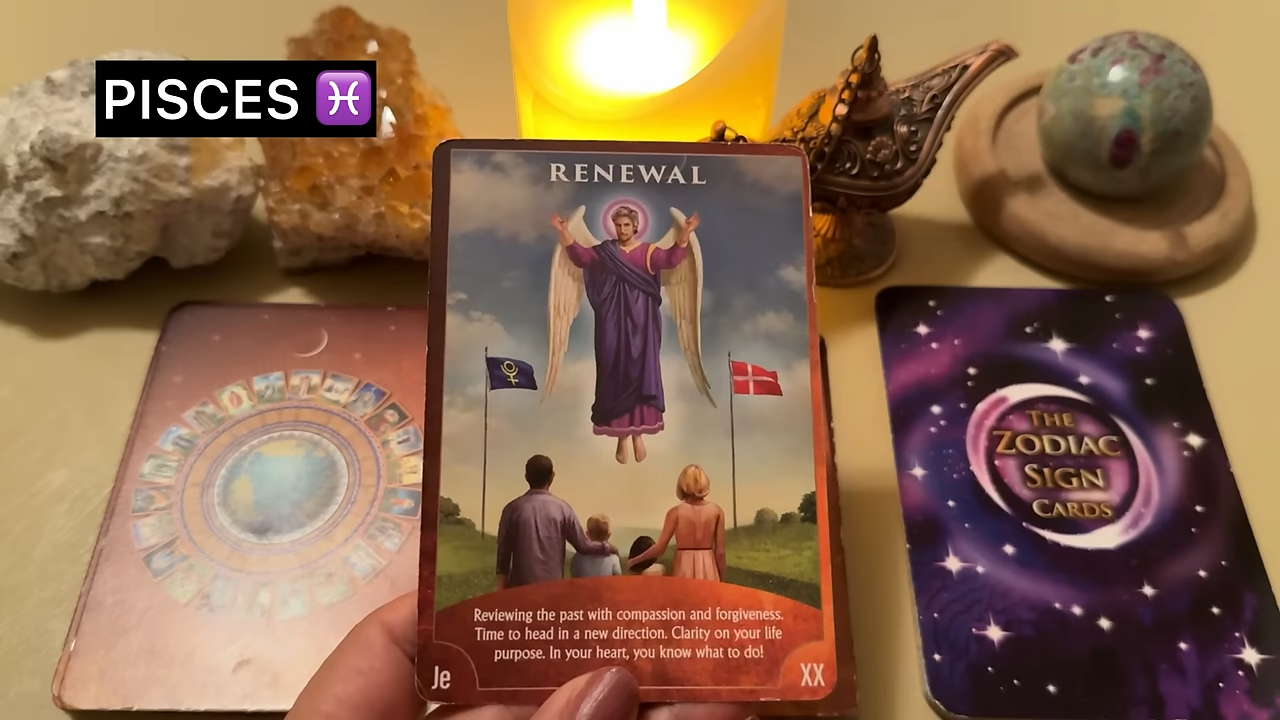 PISCES ♓
RENEWAL
Reviewing the past with compassion and forgiveness.
Time to head in a new direction. Clarity on your life
purpose. In your heart, you know what to do!
Je
XX
THE
ZODIAC
SIGN
CARDS